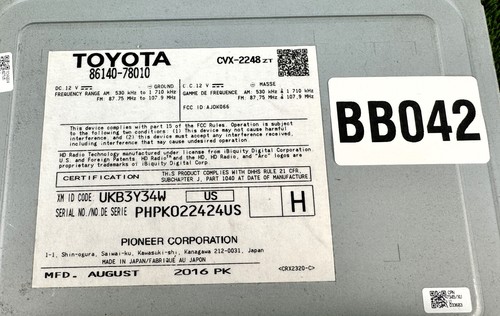 TOYOTA
86140-78010
CVX-2248 ZT
DC.12 V GROUND
FREQUENCY RANGE AM: 530 kHz to 1 710 kHz
FM: 87.75 MHz to 107.9 MHz
C.C.12 V MASSE
GAMME DE FREQUENCE AM: 530 kHz à 1 710 kHz
FM: 87.75 MHz à 107.9 MHz
FCC ID AJDK066
This device complies with part 15 of the FCC Rules. Operation is subject
to the following two conditions: (1) This device may not cause harmful
interference, and (2) this device must accept any interference received,
including interference that may cause undesired operation.
HD Radio Technology manufactured under license from iBiquity Digital Corporation.
U.S. and Foreign Patents. HD Radio™ and the HD, HD Radio, and "Arc" logos are
proprietary trademarks of iBiquity Digital Corp.
CERTIFICATION
THIS PRODUCT COMPLIES WITH DHHS RULE 21 CFR,
SUBCHAPTER J, PART 1040 AT DATE OF MANUFACTURE
XM ID CODE: UKB3Y34W US
SERIAL NO./NO.DE SERIE PHPK022424US
H
PIONEER CORPORATION
1-1, Shin-ogura, Saiwai-ku, Kawasaki-shi, Kanagawa 212-0031, Japan
MADE IN JAPAN/FABRIQUÉ AU JAPON
MFD. AUGUST 2016 PK
<CRX2320-C>
BB042